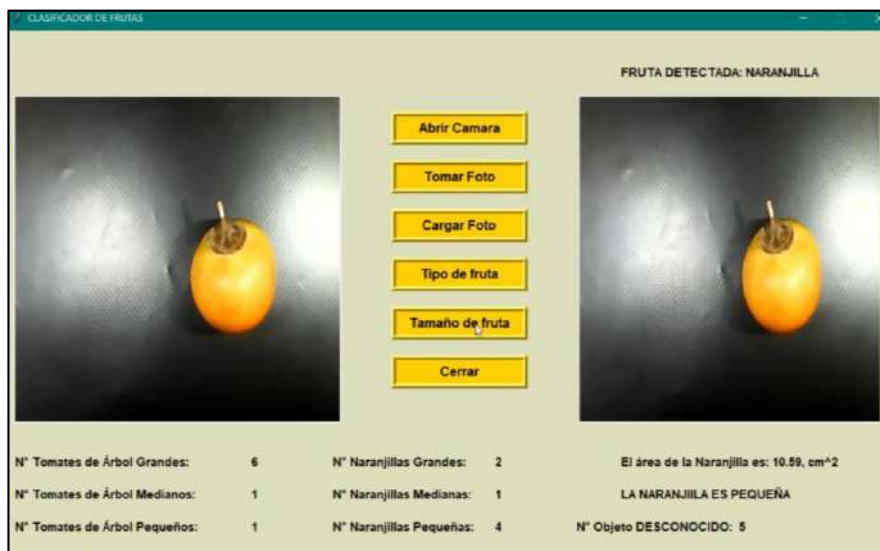 CLASIFICADOR DE FRUTAS
FRUTA DETECTADA: NARANJILLA
Abrir Camara
Tomar Foto
Cargar Foto
Tipo de fruta
Tamaño de fruta
Cerrar
N° Tomates de Árbol Grandes: 6 N° Naranjillas Grandes: 2 El área de la Naranjilla es: 10.59, cm^2
N° Tomates de Árbol Medianos: 1 N° Naranjillas Medianas: 1 LA NARANJIILA ES PEQUEÑA
N° Tomates de Árbol Pequeños: 1 N° Naranjillas Pequeñas: 4 N° Objeto DESCONOCIDO: 5